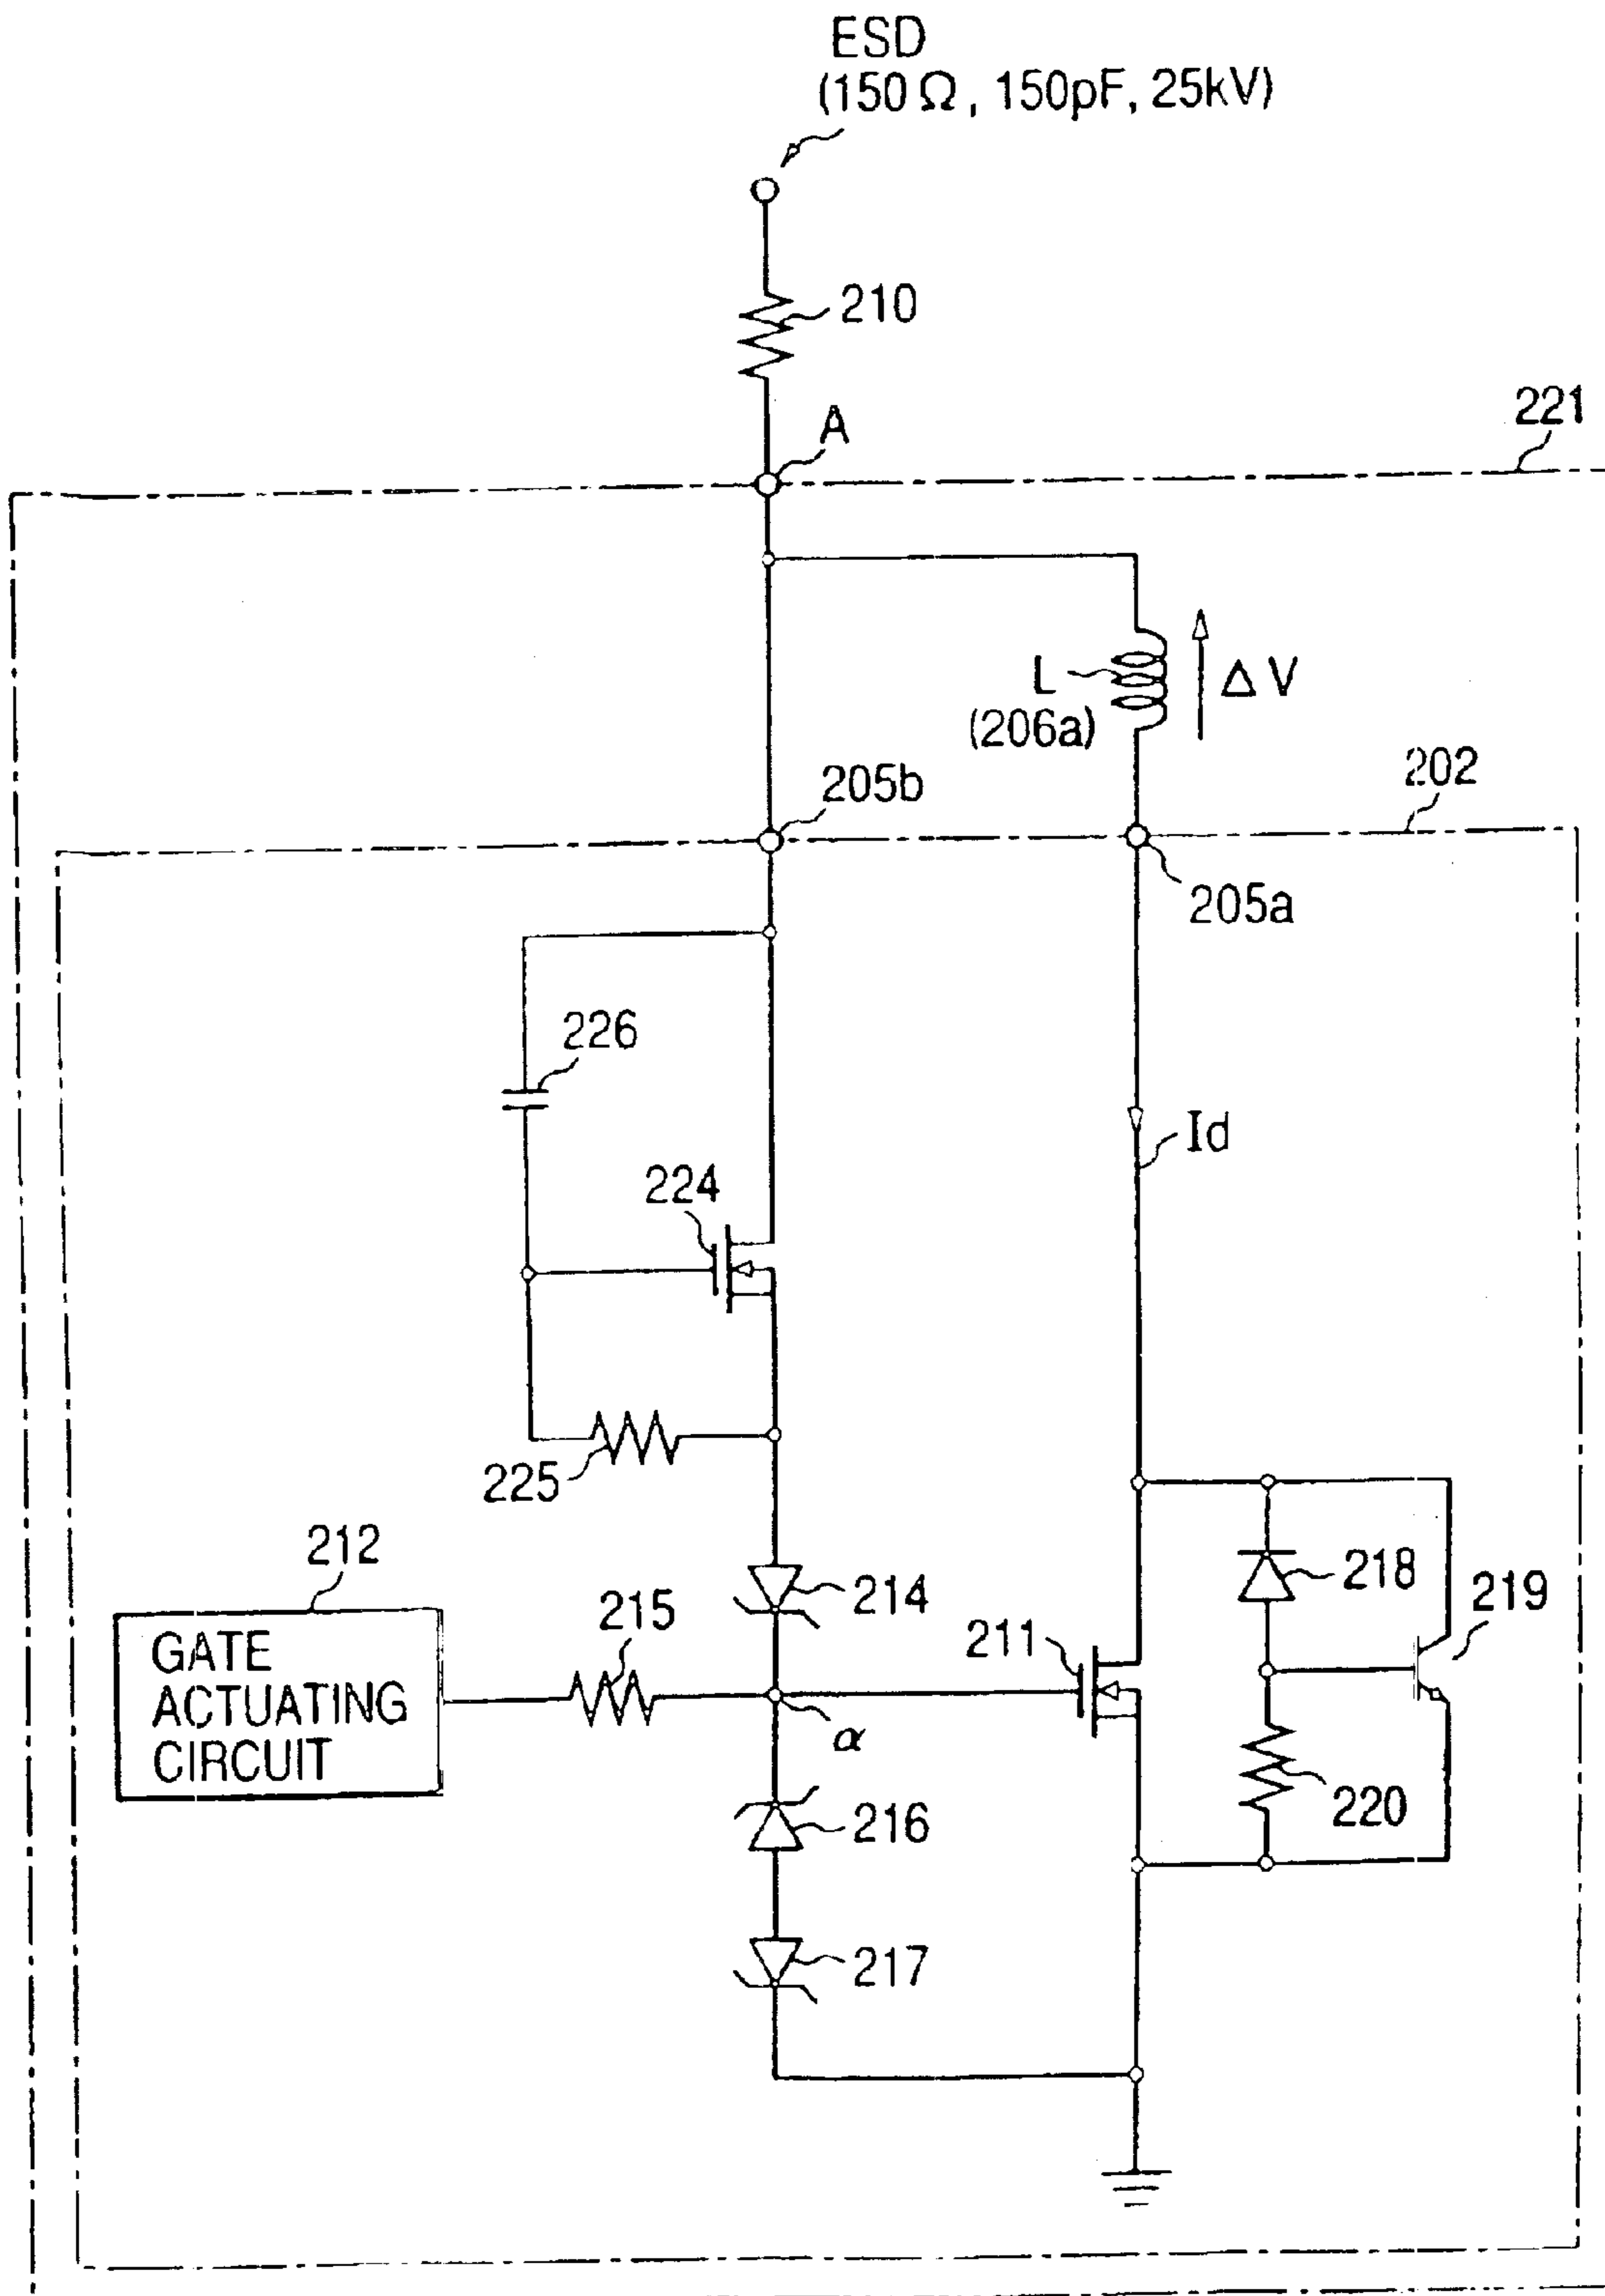 ESD
(150Ω, 150pF, 25kV)
210
A
221
L
(206a)
ΔV
205b
202
205a
226
Id
224
225
212
214
218
219
215
211
GATE
ACTUATING
CIRCUIT
α
216
220
217